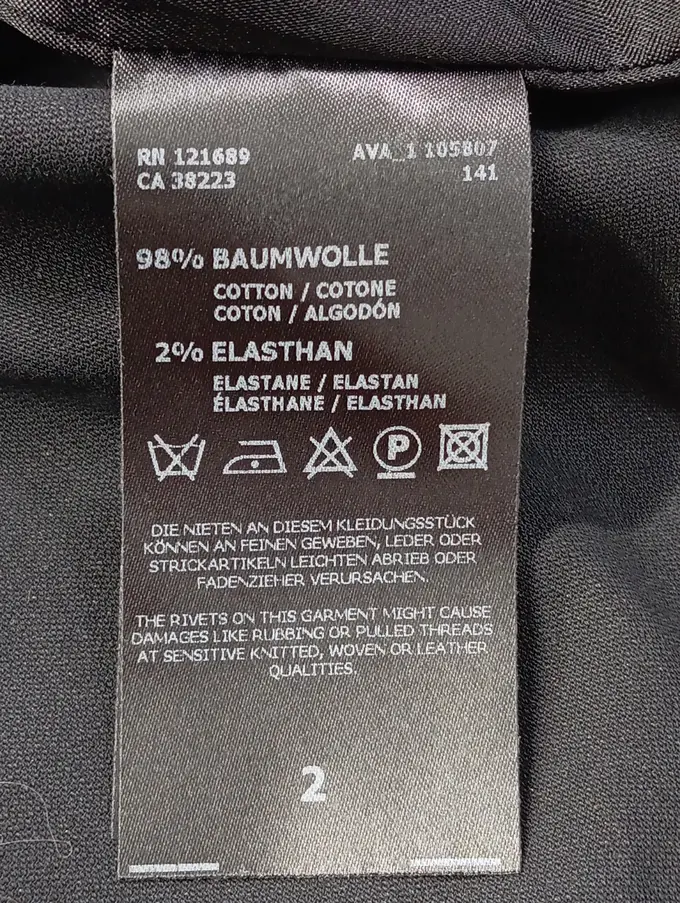 RN 121689
CA 38223
AVA_1 105807
141
98% BAUMWOLLE
COTTON / COTONE
COTON / ALGODÓN
2% ELASTHAN
ELASTANE / ELASTAN
ÉLASTHANE / ELASTHAN
P
DIE NIETEN AN DIESEM KLEIDUNGSSTÜCK
KÖNNEN AN FEINEN GEWEBEN, LEDER ODER
STRICKARTIKELN LEICHTEN ABRIEB ODER
FADENZIEHER VERURSACHEN.
THE RIVETS ON THIS GARMENT MIGHT CAUSE
DAMAGES LIKE RUBBING OR PULLED THREADS
AT SENSITIVE KNITTED, WOVEN OR LEATHER
QUALITIES.
2